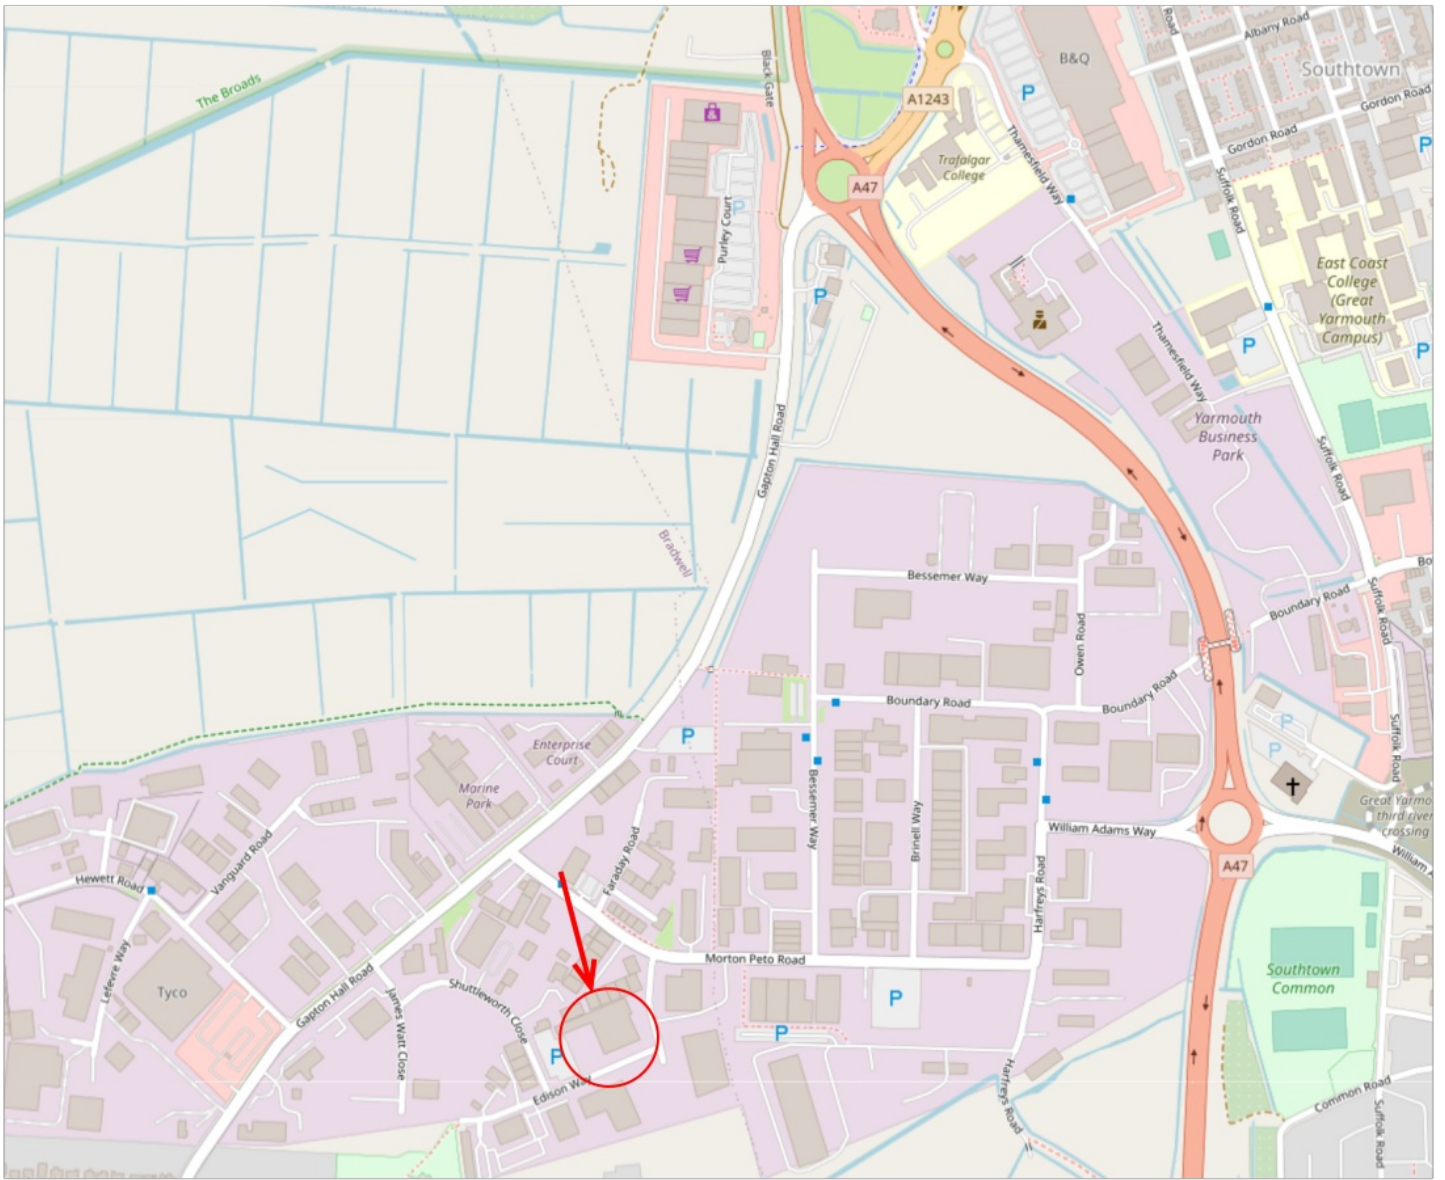 Road
Albany Road
B&Q
Southtown
The Broads
Black Gate
A1243
Gordon Road
Gordon Road
P
Thamesfield Way
Trafalgar
College
P
A47
Suffolk Road
P
Purley Court
East Coast
College
(Great
Yarmouth
Campus)
P
Thamesfield Way
P
P
Yarmouth
Business
Park
Gapton Hall Road
Suffolk Road
Bradwell
Bessemer Way
Bo
Boundary Road
Suffolk Road
Owen Road
Boundary Road
Boundary Road
P
P
P
Suffolk Road
Enterprise
Court
Marine
Park
Bessemer Way
Brinell Way
William Adams Way
Great Yarmo
third river
crossing
William A
A47
Vanguard Road
Faraday Road
Hewett Road
Harfreys Road
Lefevre Way
Morton Peto Road
Tyco
Gapton Hall Road
James Watt Close
Shuttleworth Close
P
Southtown
Common
P
P
Edison Way
Harfreys Road
Common Road
Suffolk Road